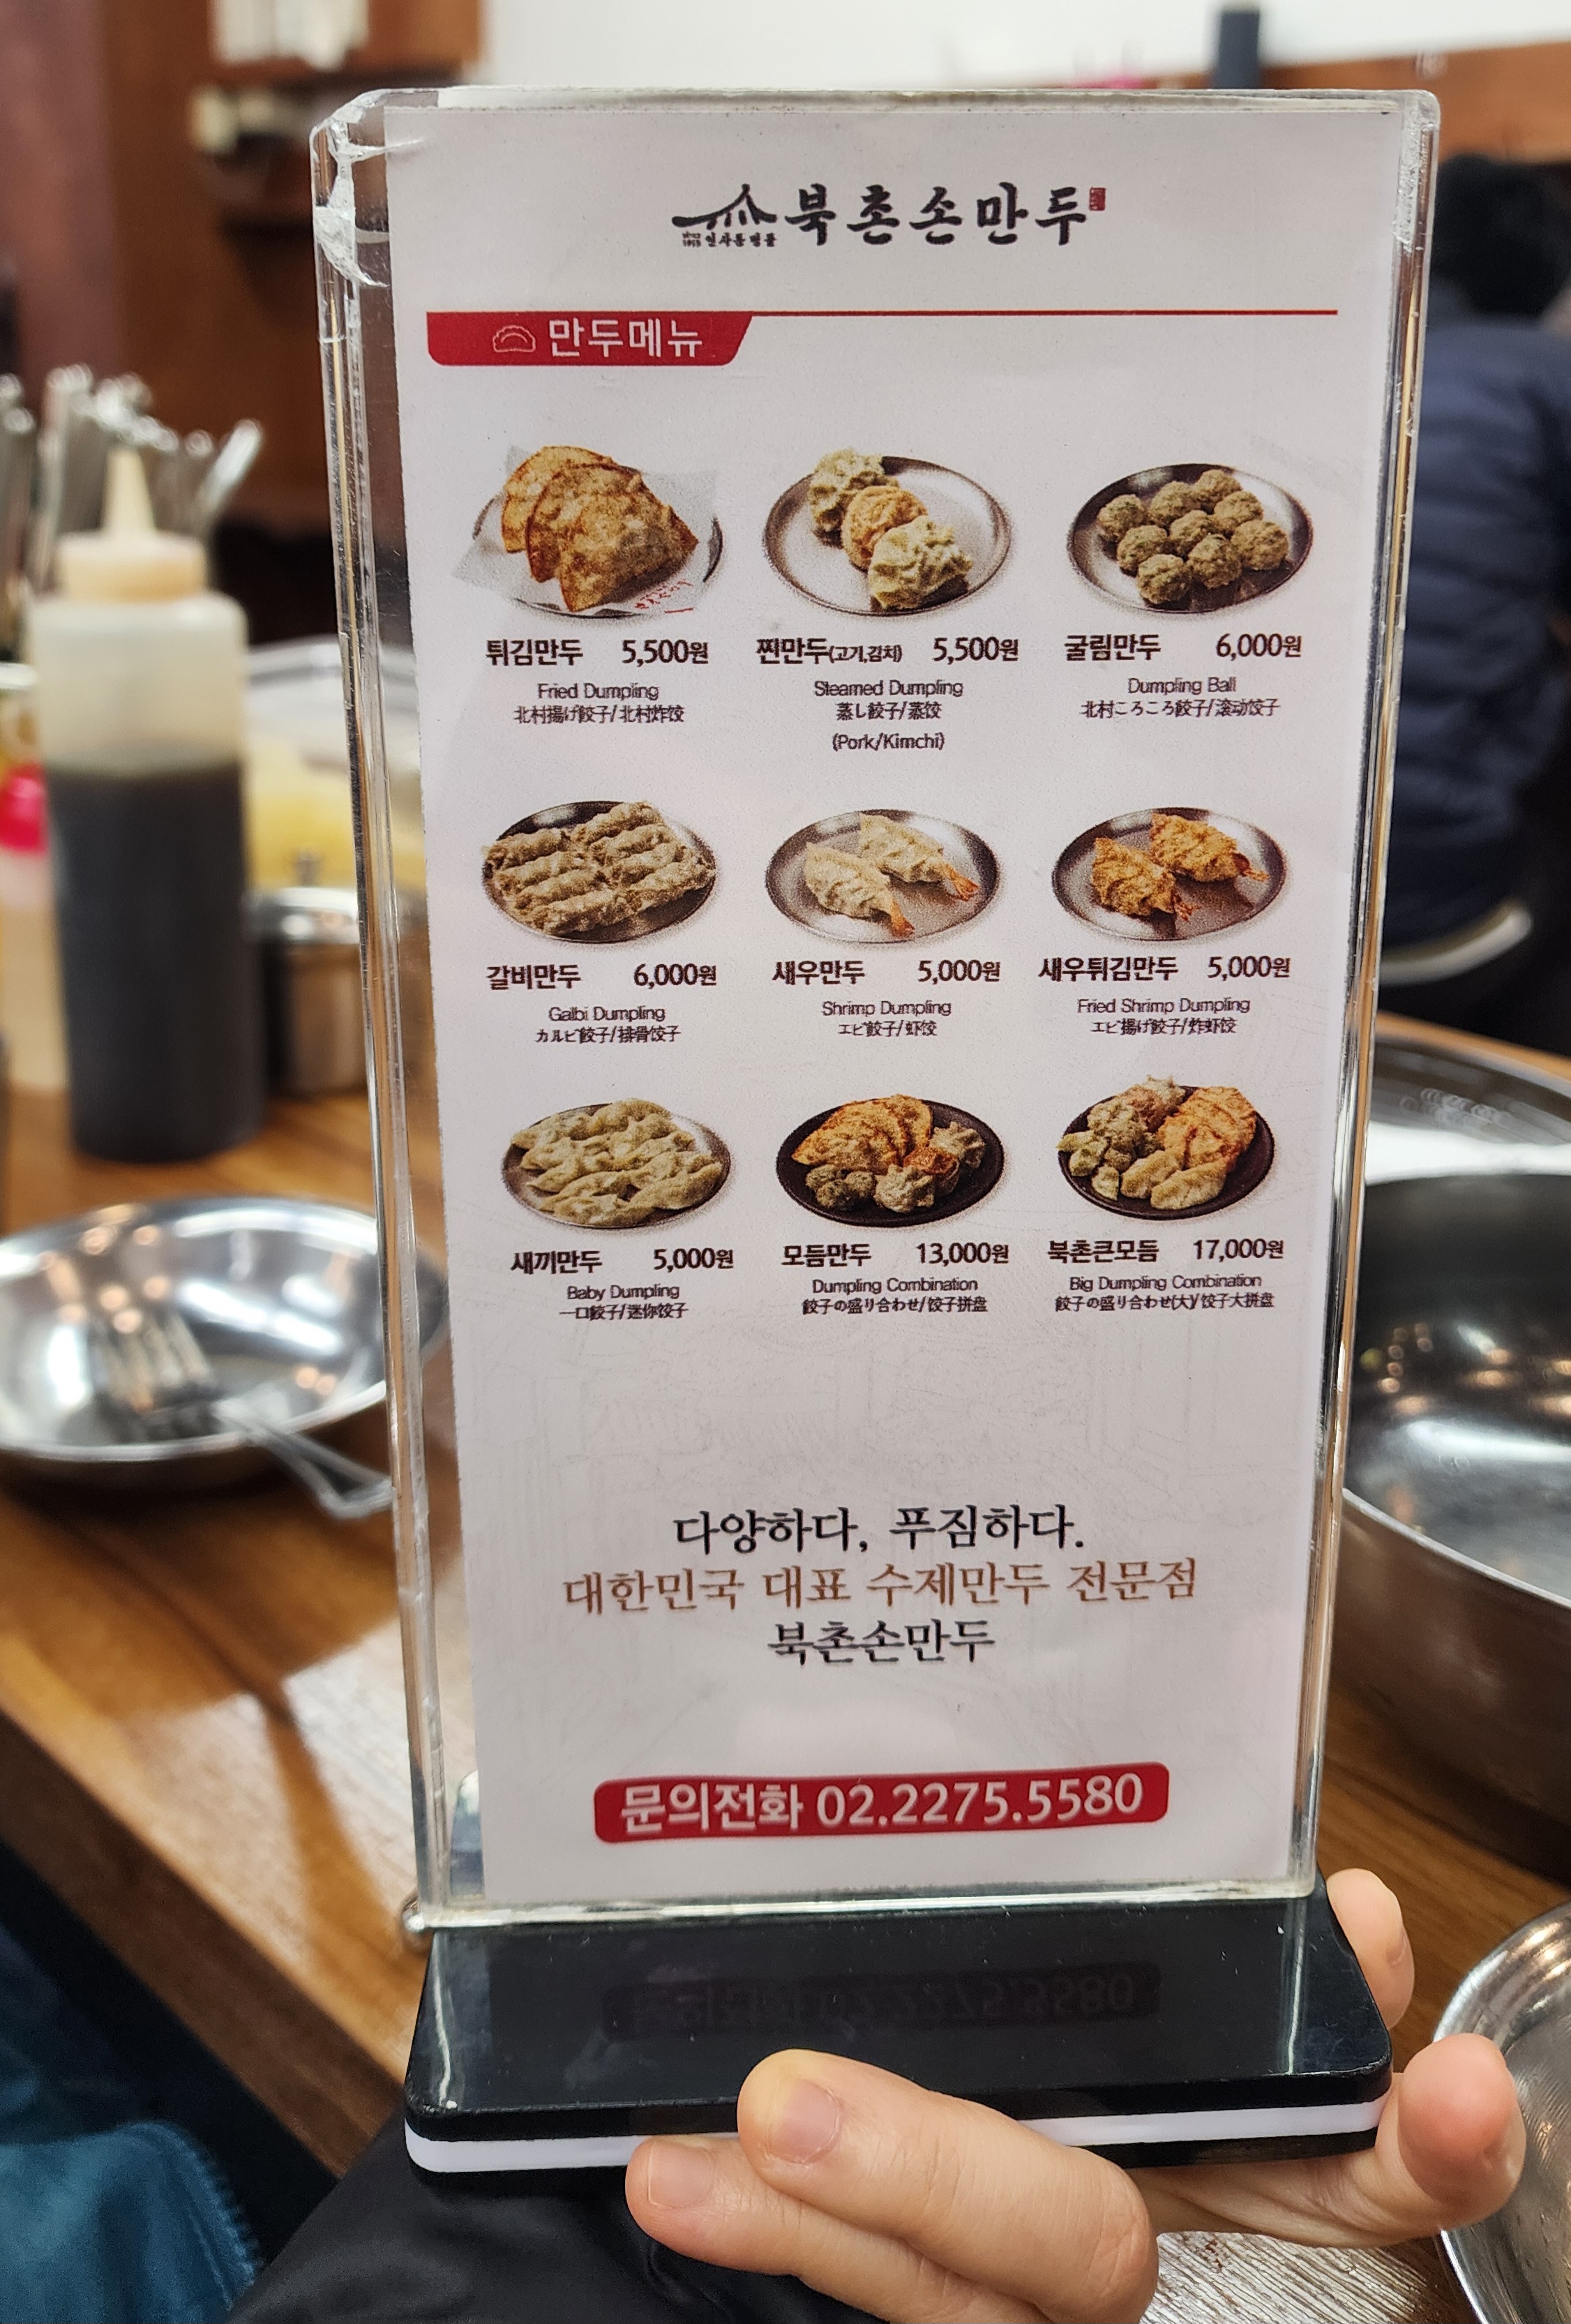 인사동명물 북촌손만두
만두메뉴
튀김만두 5,500원
Fried Dumpling
北村揚げ餃子/北村炸饺
찐만두(고기,김치) 5,500원
Steamed Dumpling
蒸し餃子/蒸饺
(Pork/Kimchi)
굴림만두 6,000원
Dumpling Ball
北村ころころ餃子/滚动饺子
갈비만두 6,000원
Galbi Dumpling
カルビ餃子/排骨饺子
새우만두 5,000원
Shrimp Dumpling
エビ餃子/虾饺
새우튀김만두 5,000원
Fried Shrimp Dumpling
エビ揚げ餃子/炸虾饺
새끼만두 5,000원
Baby Dumpling
一口餃子/迷你饺子
모듬만두 13,000원
Dumpling Combination
餃子の盛り合わせ/饺子拼盘
북촌큰모듬 17,000원
Big Dumpling Combination
餃子の盛り合わせ(大)/饺子大拼盘
다양하다, 푸짐하다.
대한민국 대표 수제만두 전문점
북촌손만두
문의전화 02.2275.5580